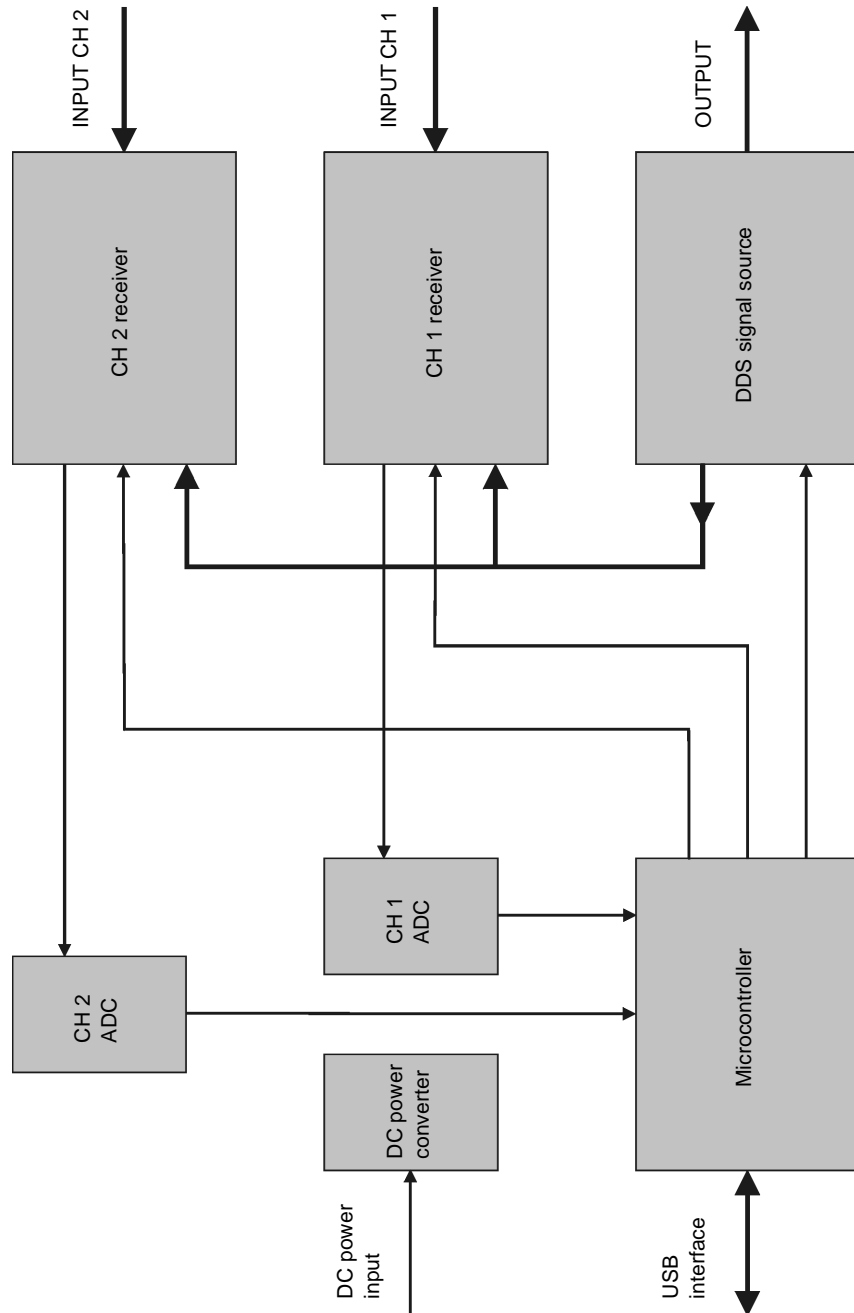 INPUT CH 2
INPUT CH 1
OUTPUT
CH 2 receiver
CH 1 receiver
DDS signal source
CH 2
ADC
CH 1
ADC
DC power
converter
Microcontroller
DC power
input
USB
interface